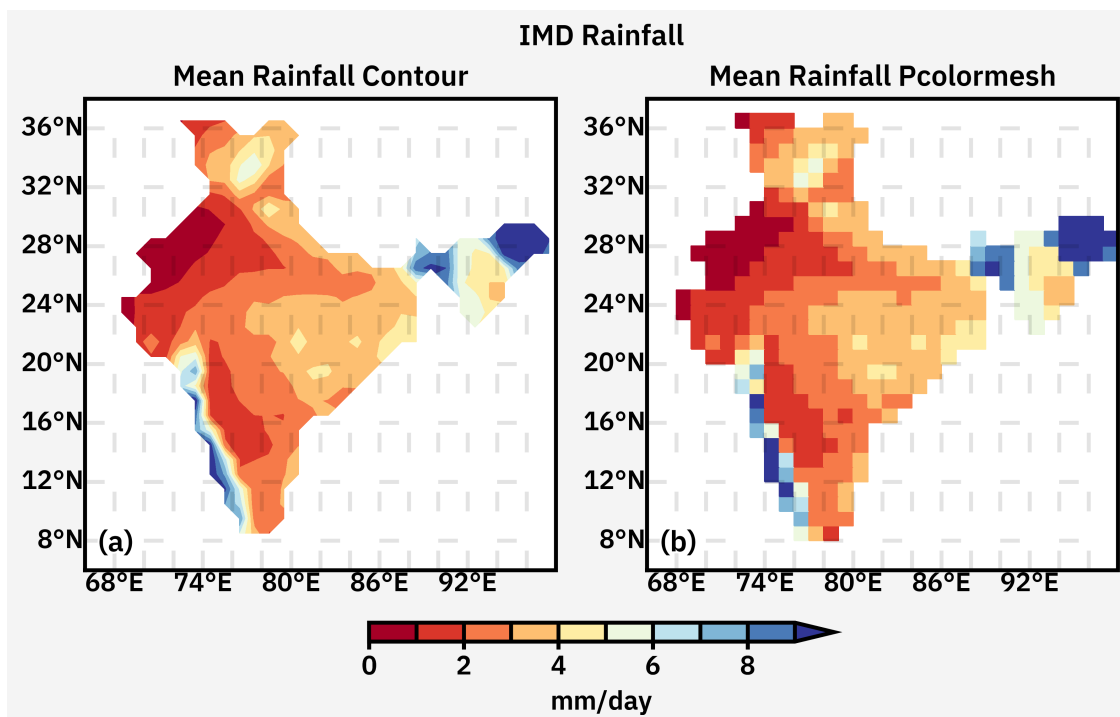 IMD Rainfall
Mean Rainfall Contour
Mean Rainfall Pcolormesh
36°N
32°N
28°N
24°N
20°N
16°N
12°N
8°N
(a)
68°E 74°E 80°E 86°E 92°E
36°N
32°N
28°N
24°N
20°N
16°N
12°N
8°N
(b)
68°E 74°E 80°E 86°E 92°E
0 2 4 6 8
mm/day